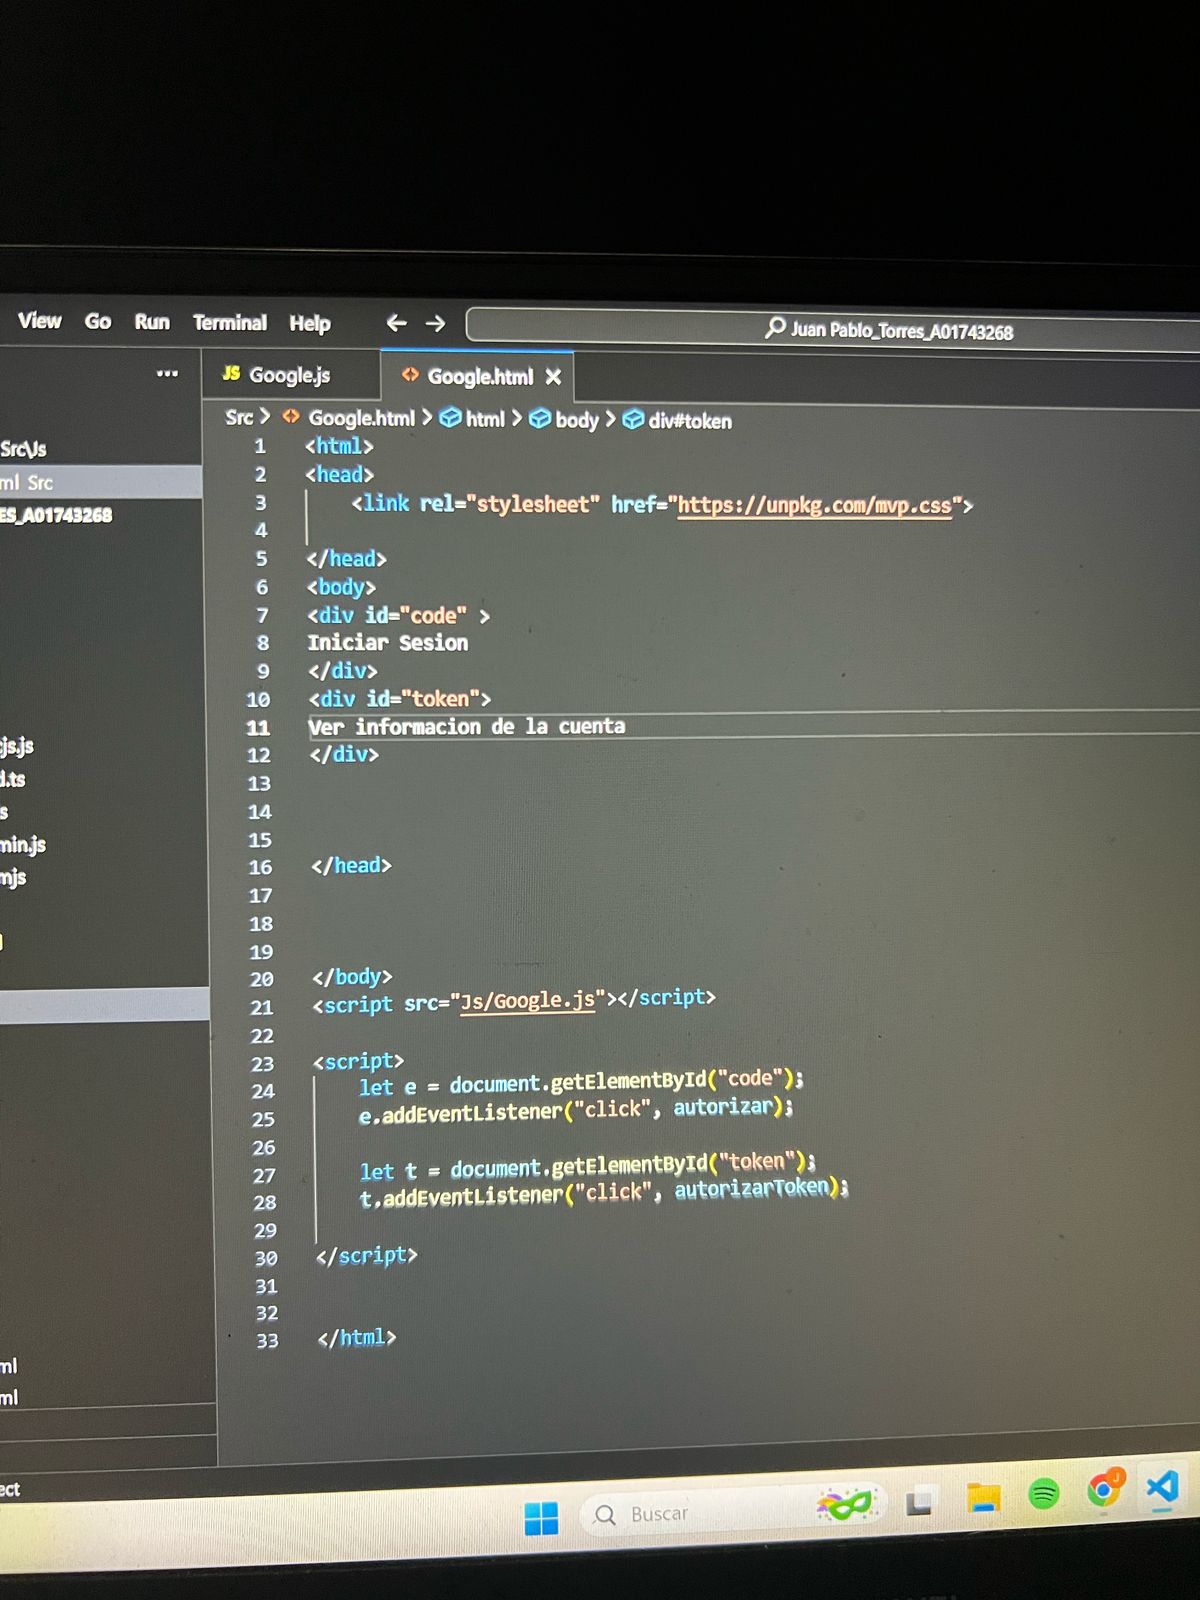 View Go Run Terminal Help ← → Juan Pablo_Torres_A01743268
... JS Google.js <> Google.html ×
Src > <> Google.html > html > body > div#token
Src\Js
ml Src
ES_A01743268
js.js
d.ts
s
min.js
mjs
ml
ml
ect
1 <html>
2 <head>
3 <link rel="stylesheet" href="https://unpkg.com/mvp.css">
4
5 </head>
6 <body>
7 <div id="code" >
8 Iniciar Sesion
9 </div>
10 <div id="token">
11 Ver informacion de la cuenta
12 </div>
13
14
15
16 </head>
17
18
19
20 </body>
21 <script src="Js/Google.js"></script>
22
23 <script>
24 let e = document.getElementById("code");
25 e.addEventListener("click", autorizar);
26
27 let t = document.getElementById("token");
28 t.addEventListener("click", autorizarToken);
29
30 </script>
31
32
33 </html>
Buscar
J